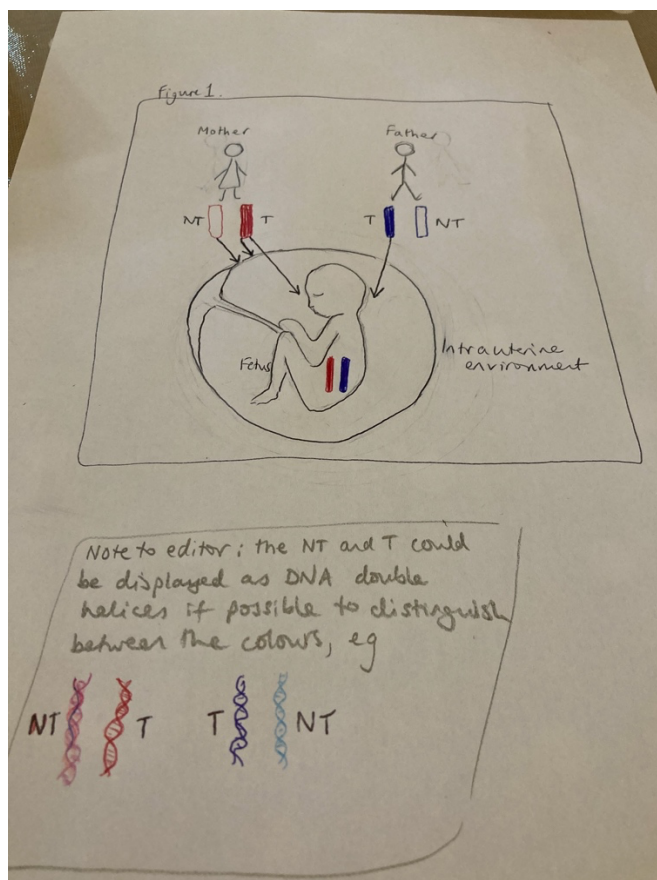 Figure 1.
Mother Father
NT T T NT
Fetus
Intrauterine
environment
Note to editor: the NT and T could
be displayed as DNA double
helices if possible to distinguish
between the colours, eg
NT T T NT